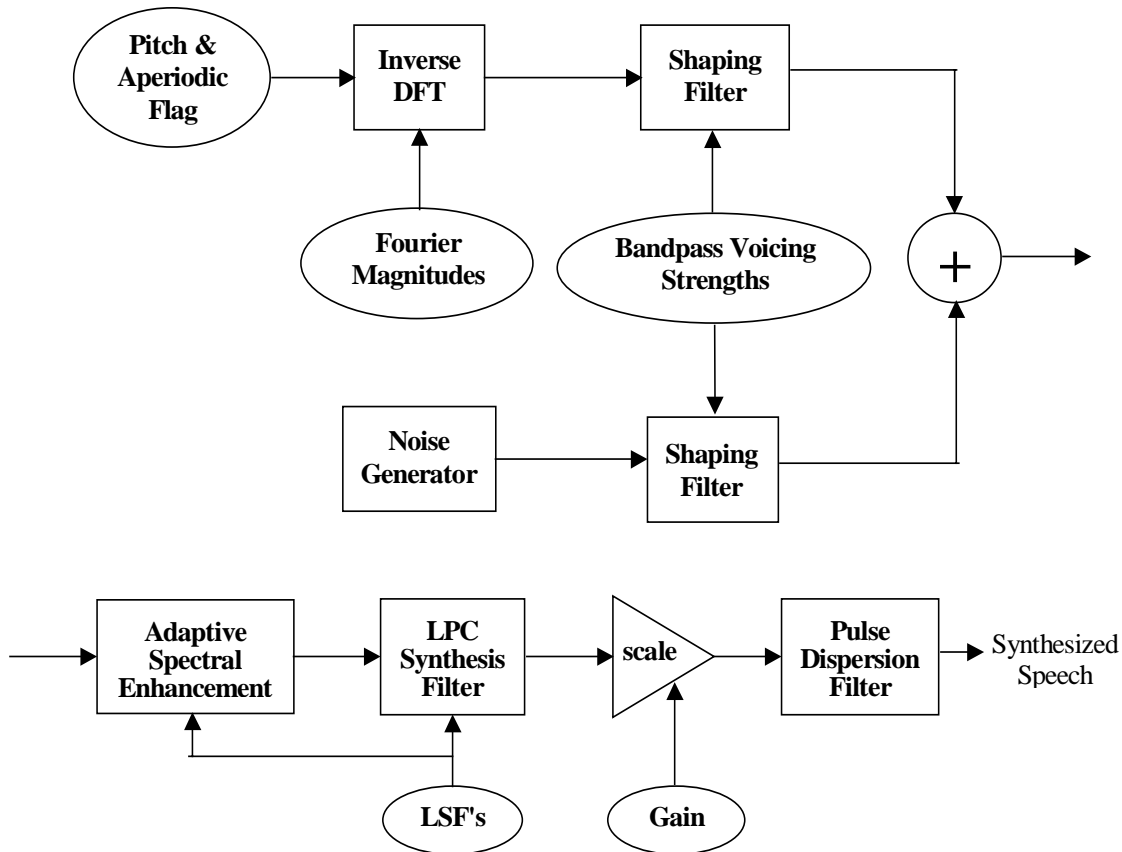 Pitch &
Aperiodic
Flag
Inverse
DFT
Shaping
Filter
Fourier
Magnitudes
Bandpass Voicing
Strengths
+
Noise
Generator
Shaping
Filter
Adaptive
Spectral
Enhancement
LPC
Synthesis
Filter
scale
Pulse
Dispersion
Filter
Synthesized
Speech
LSF's
Gain